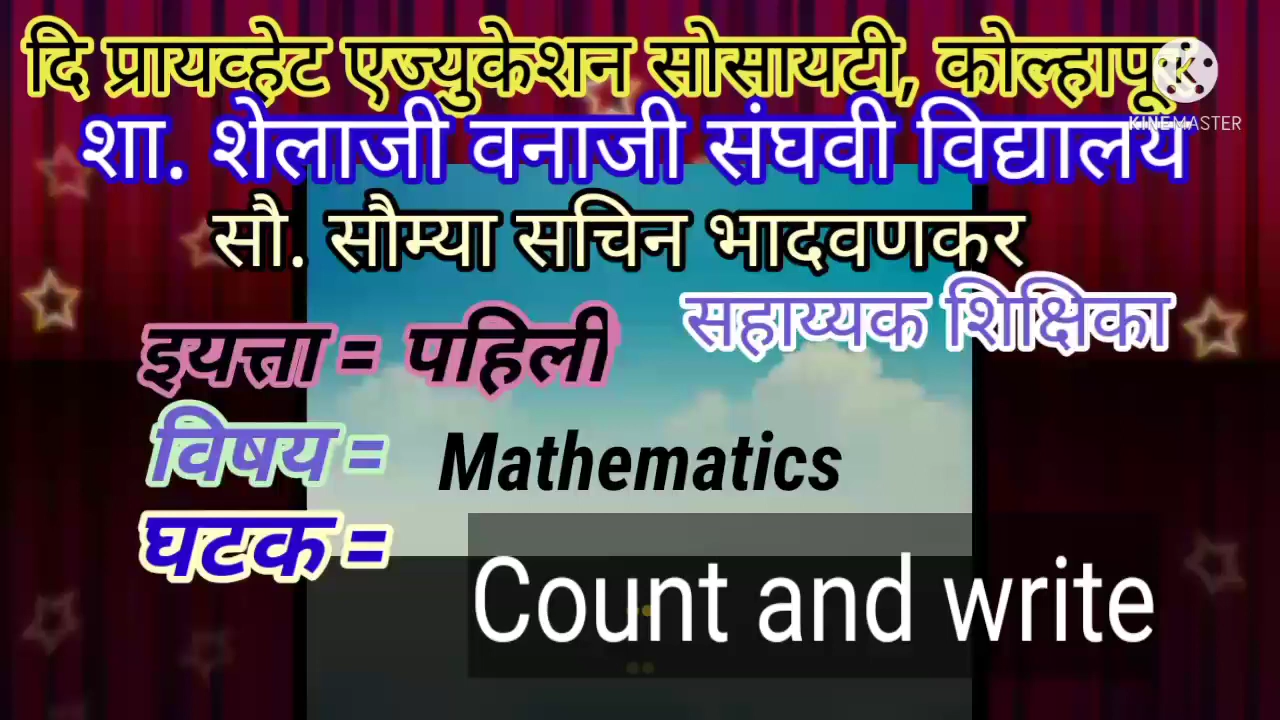 दि प्रायव्हेट एज्युकेशन सोसायटी, कोल्हापूर
KINEMASTER
शा. शेलाजी वनाजी संघवी विद्यालय
सौ. सौम्या सचिन भादवणकर
सहाय्यक शिक्षिका
इयत्ता = पहिली
विषय = Mathematics
घटक = Count and write